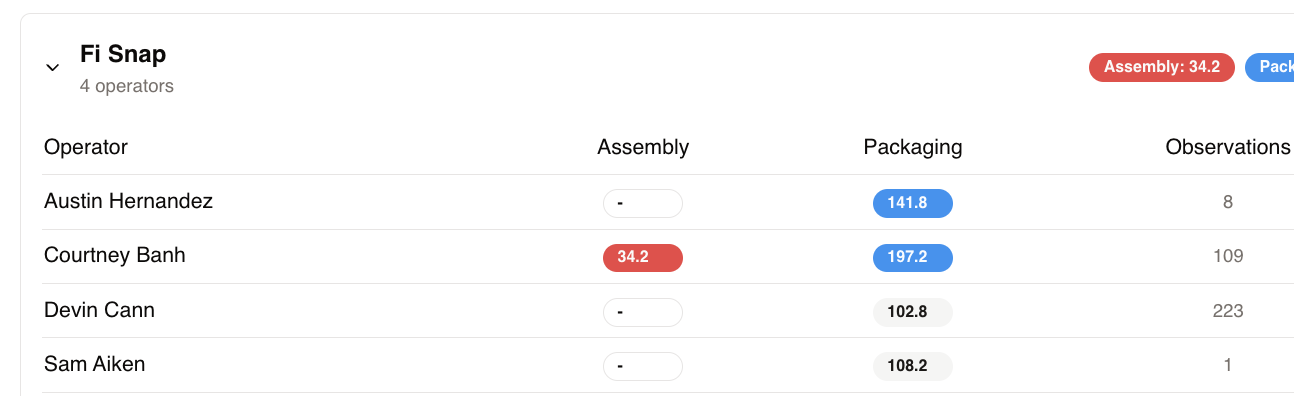 Fi Snap
4 operators
Assembly: 34.2 Pack
Operator Assembly Packaging Observations
Austin Hernandez - 141.8 8
Courtney Banh 34.2 197.2 109
Devin Cann - 102.8 223
Sam Aiken - 108.2 1